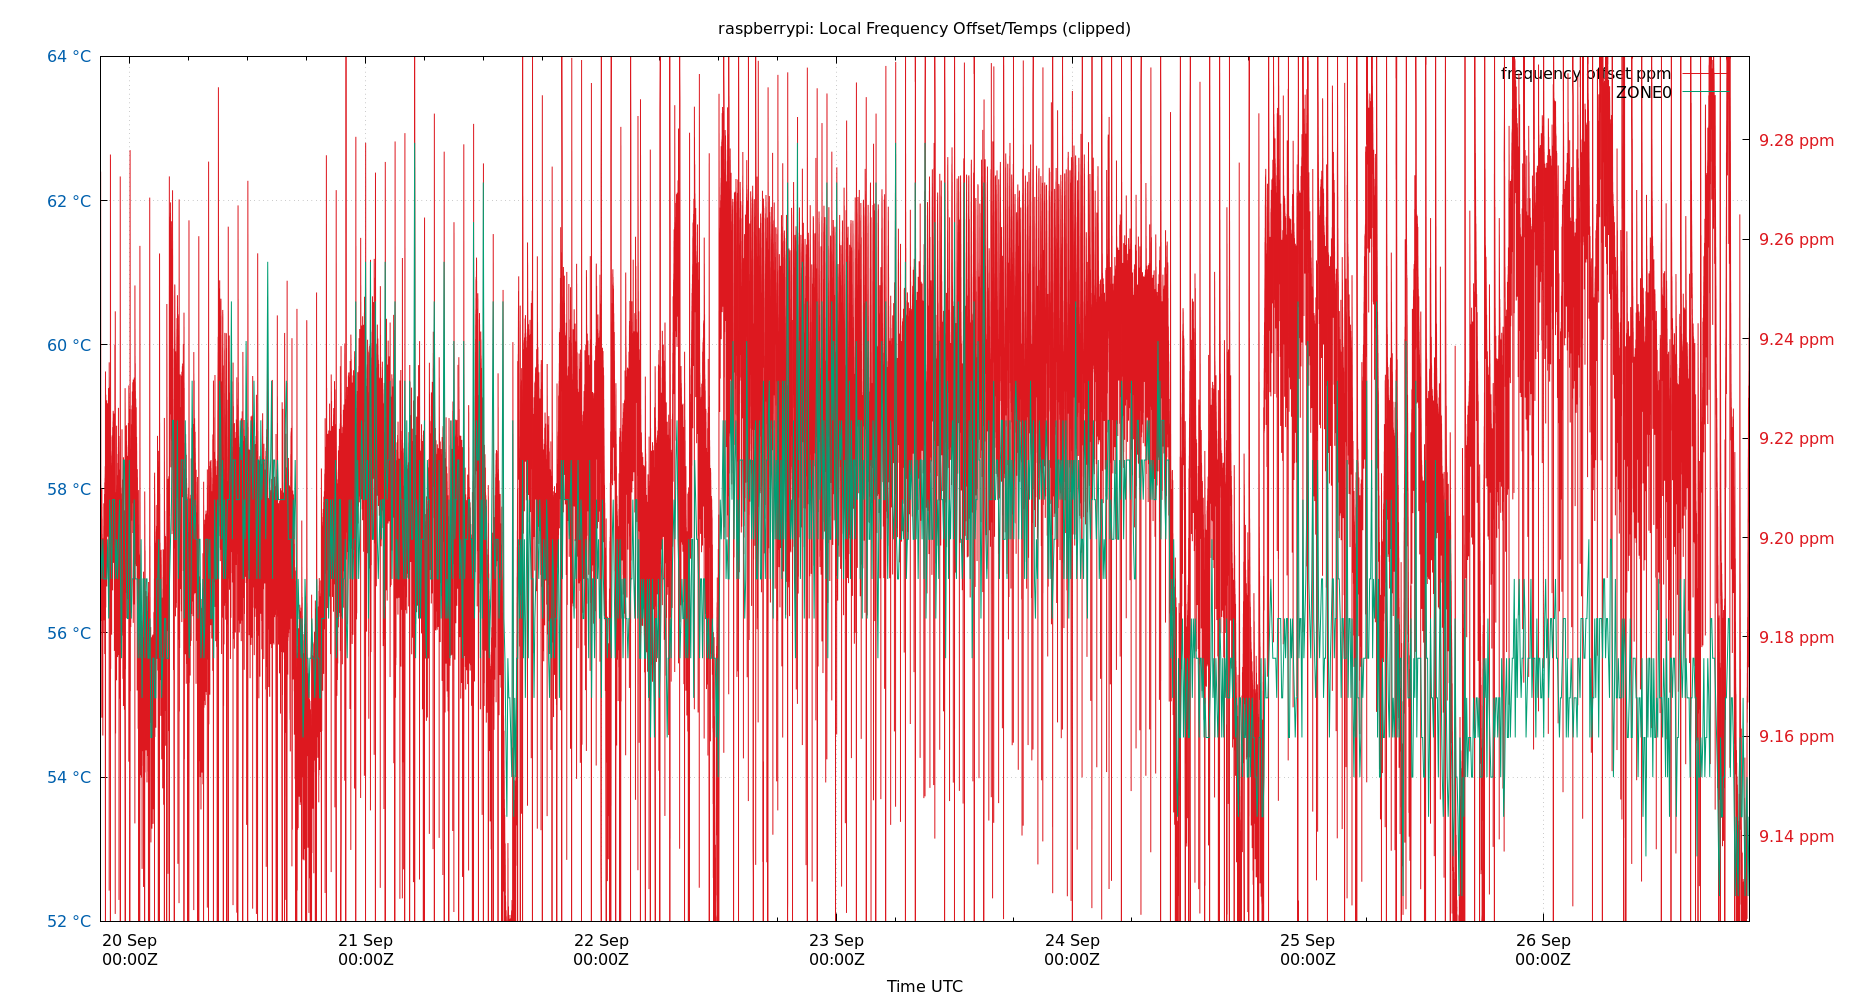 raspberrypi: Local Frequency Offset/Temps (clipped)
64 °C
62 °C
60 °C
58 °C
56 °C
54 °C
52 °C
frequency offset ppm
ZONE0
9.28 ppm
9.26 ppm
9.24 ppm
9.22 ppm
9.20 ppm
9.18 ppm
9.16 ppm
9.14 ppm
20 Sep
00:00Z
21 Sep
00:00Z
22 Sep
00:00Z
23 Sep
00:00Z
24 Sep
00:00Z
25 Sep
00:00Z
26 Sep
00:00Z
Time UTC